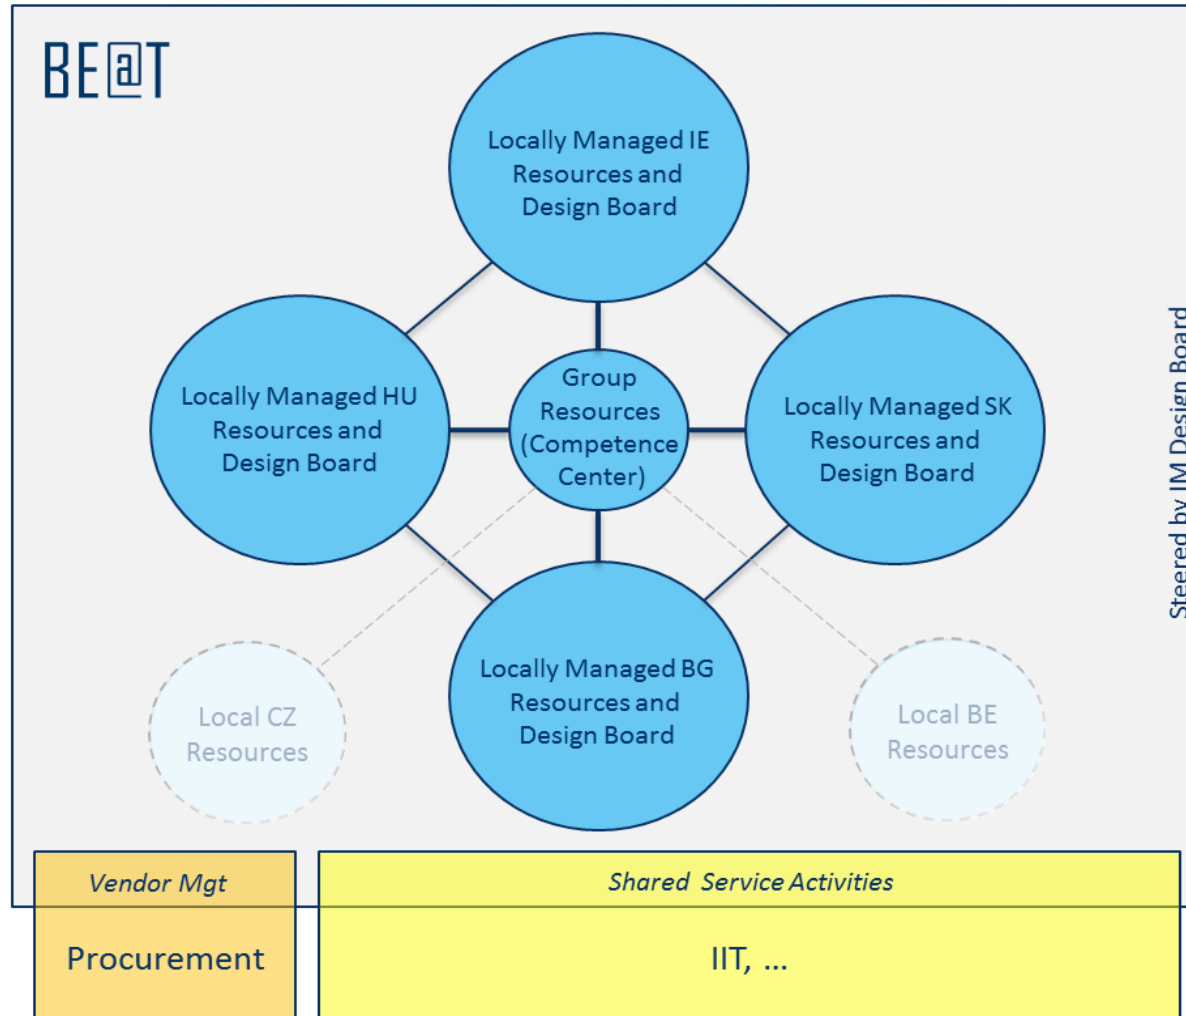 BE@T
Locally Managed IE
Resources and
Design Board
Locally Managed HU
Resources and
Design Board
Group
Resources
(Competence
Center)
Locally Managed SK
Resources and
Design Board
Steered by IM Design Board
Locally Managed BG
Resources and
Design Board
Local CZ
Resources
Local BE
Resources
Vendor Mgt
Shared Service Activities
Procurement
IIT, ...